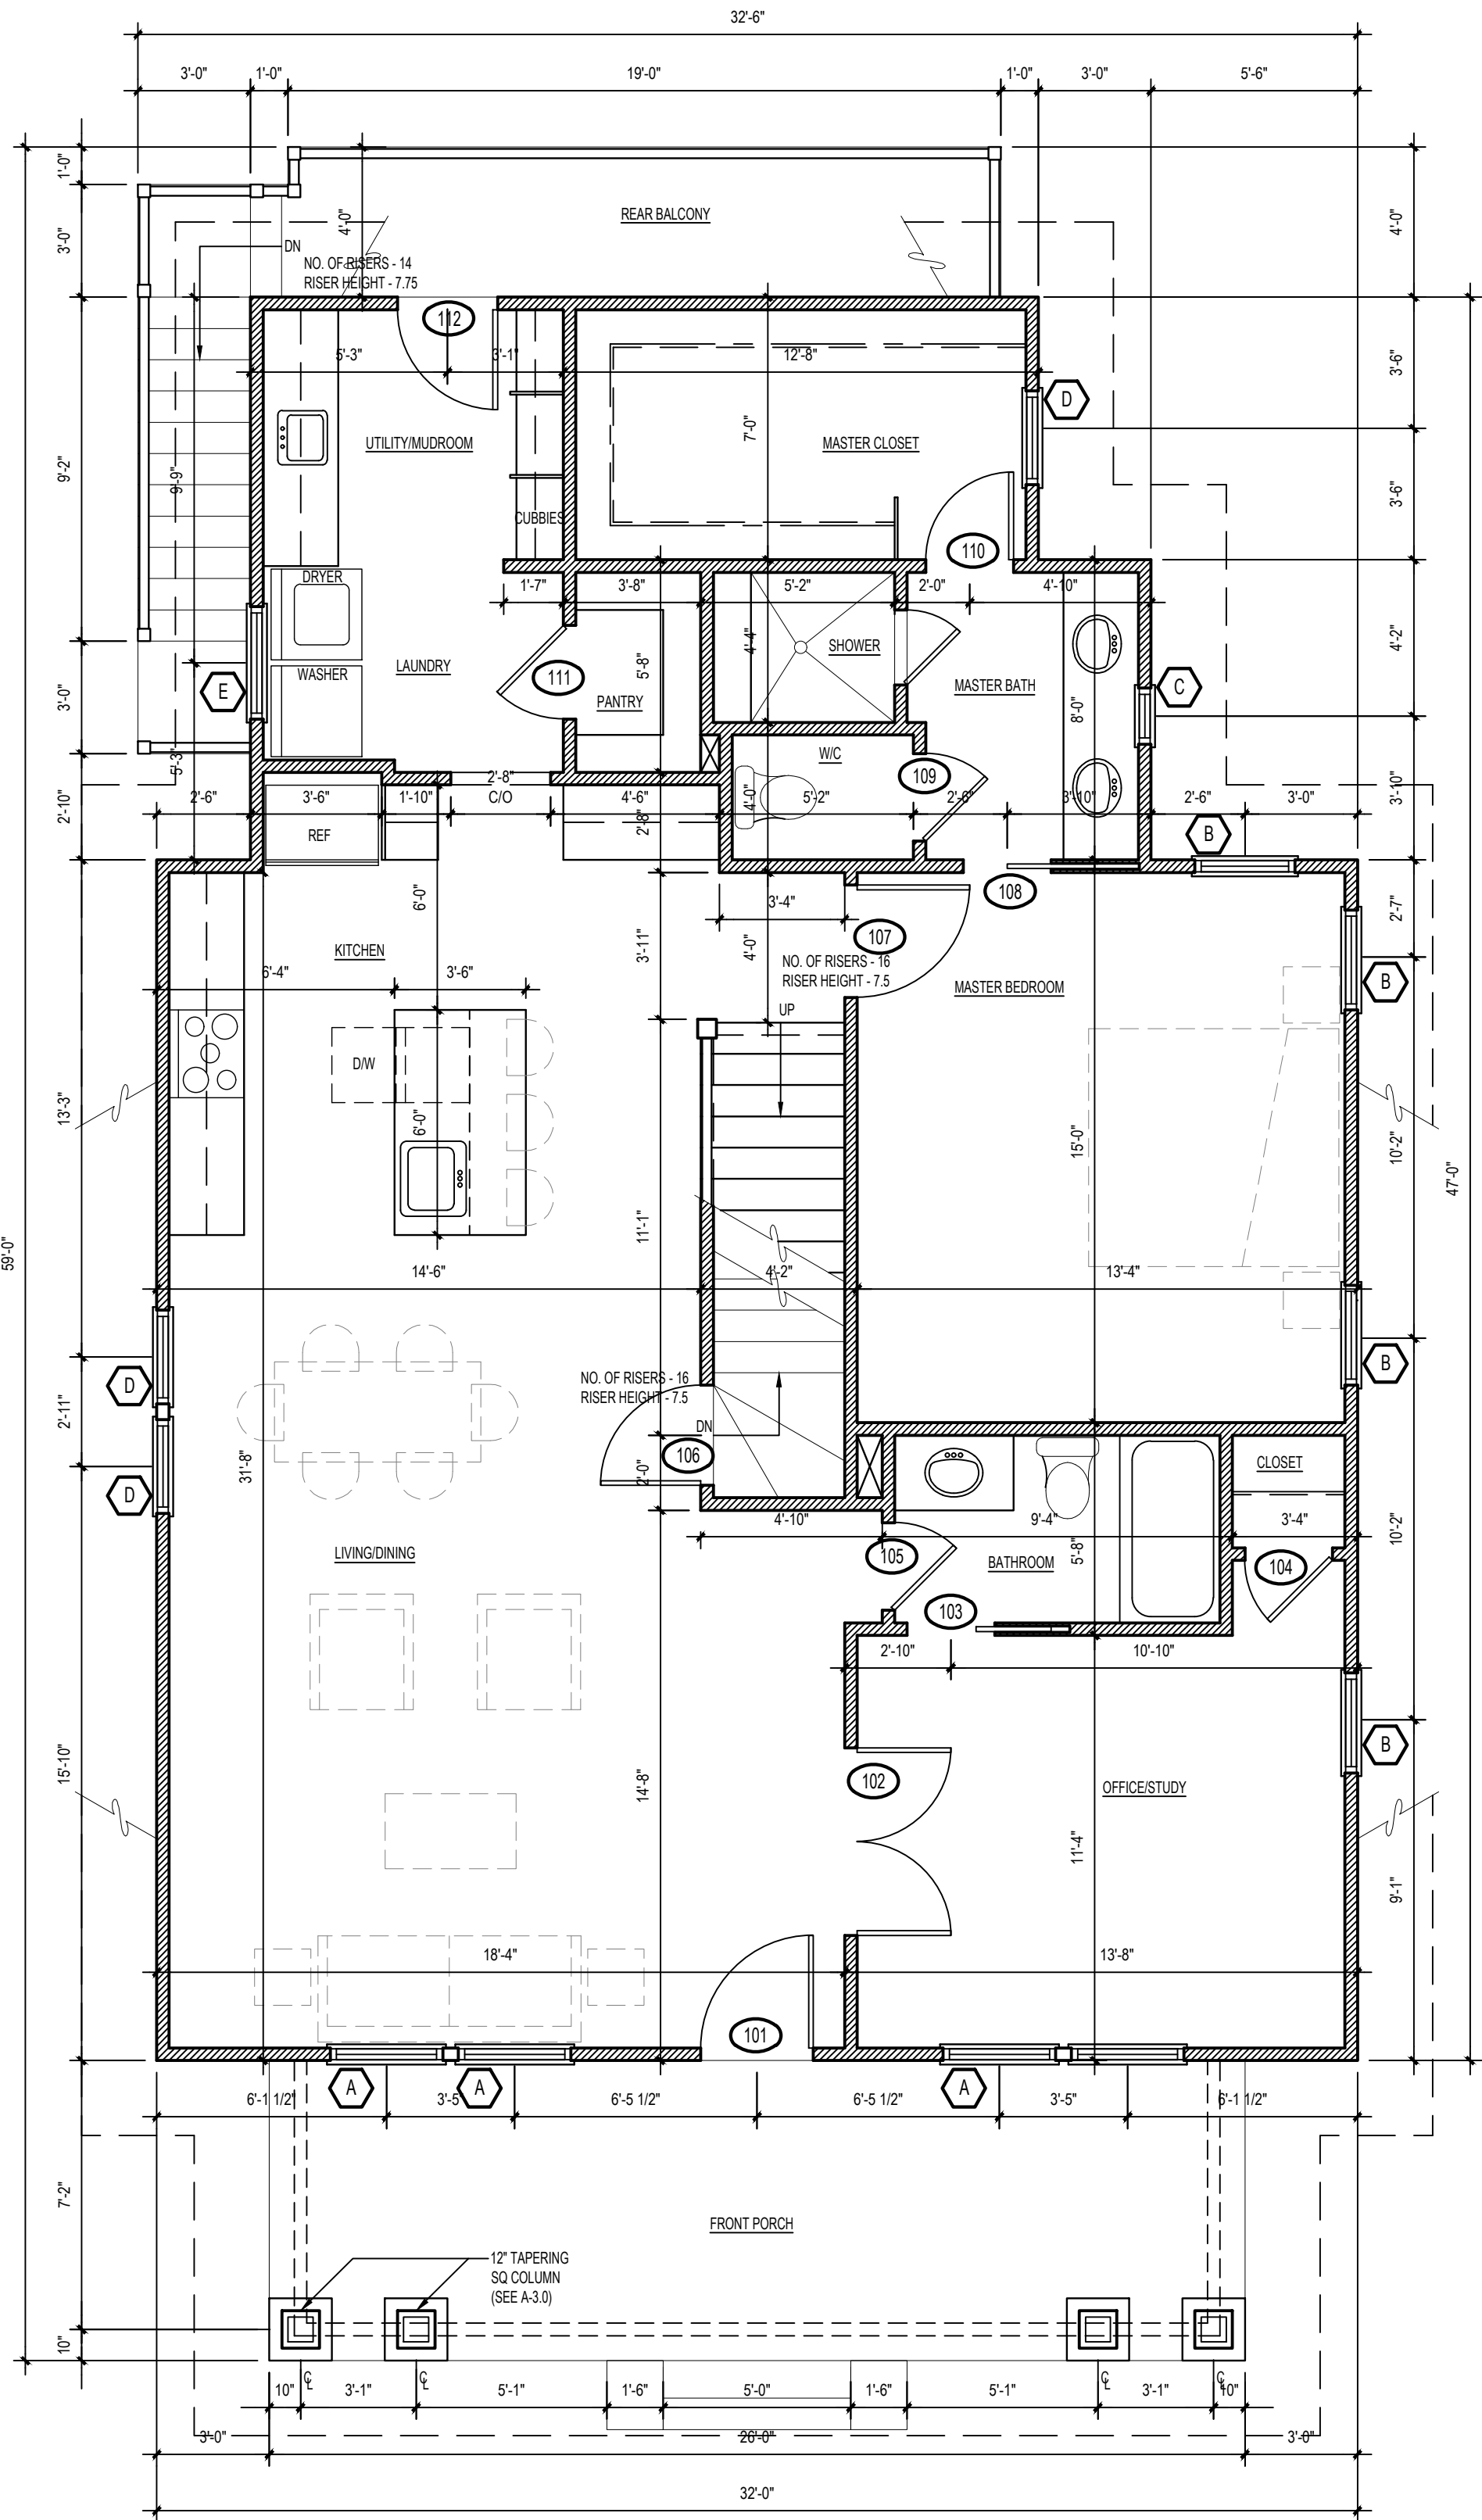 32'-6"
3'-0" 1'-0" 19'-0" 1'-0" 3'-0" 5'-6"
1'-0"
3'-0"
4'-0"
REAR BALCONY
4'-0"
DN
NO. OF RISERS - 14
RISER HEIGHT - 7.75
112
5'-3" 3'-1" 12'-8"
3'-6"
D
9'-2"
9'-9"
UTILITY/MUDROOM
7'-0"
MASTER CLOSET
3'-6"
CUBBIES
110
DRYER
1'-7" 3'-8" 5'-2" 2'-0" 4'-10"
4'-4"
SHOWER
4'-2"
WASHER
LAUNDRY
5'-8"
111
PANTRY
MASTER BATH
E
C
3'-0"
8'-0"
5'-3"
W/C
109
2'-8"
C/O
2'-6" 3'-6" 1'-10" 4'-6" 5'-2" 2'-6" 3'-10" 2'-6" 3'-0"
4'-0"
2'-8"
3'-10"
2'-10"
REF
B
108
6'-0"
3'-4"
2'-7"
107
3'-11"
4'-0"
KITCHEN
NO. OF RISERS - 16
RISER HEIGHT - 7.5
6'-4" 3'-6"
MASTER BEDROOM
B
UP
D/W
13'-3"
6'-0"
15'-0"
10'-2"
47'-0"
59'-0"
11'-1"
14'-6" 4'-2" 13'-4"
NO. OF RISERS - 16
RISER HEIGHT - 7.5
D
B
2'-11"
DN
106
31'-8"
2'-0"
CLOSET
D
4'-10" 9'-4" 3'-4"
10'-2"
LIVING/DINING
105
5'-8"
BATHROOM
104
103
2'-10" 10'-10"
B
15'-10"
14'-8"
102
OFFICE/STUDY
11'-4"
9'-1"
18'-4" 13'-8"
101
A A A
6'-1 1/2" 3'-5" 6'-5 1/2" 6'-5 1/2" 3'-5" 6'-1 1/2"
7'-2"
FRONT PORCH
12" TAPERING
SQ COLUMN
(SEE A-3.0)
10"
10" 3'-1" 5'-1" 1'-6" 5'-0" 1'-6" 5'-1" 3'-1" 10"
3'-0" 26'-0" 3'-0"
32'-0"